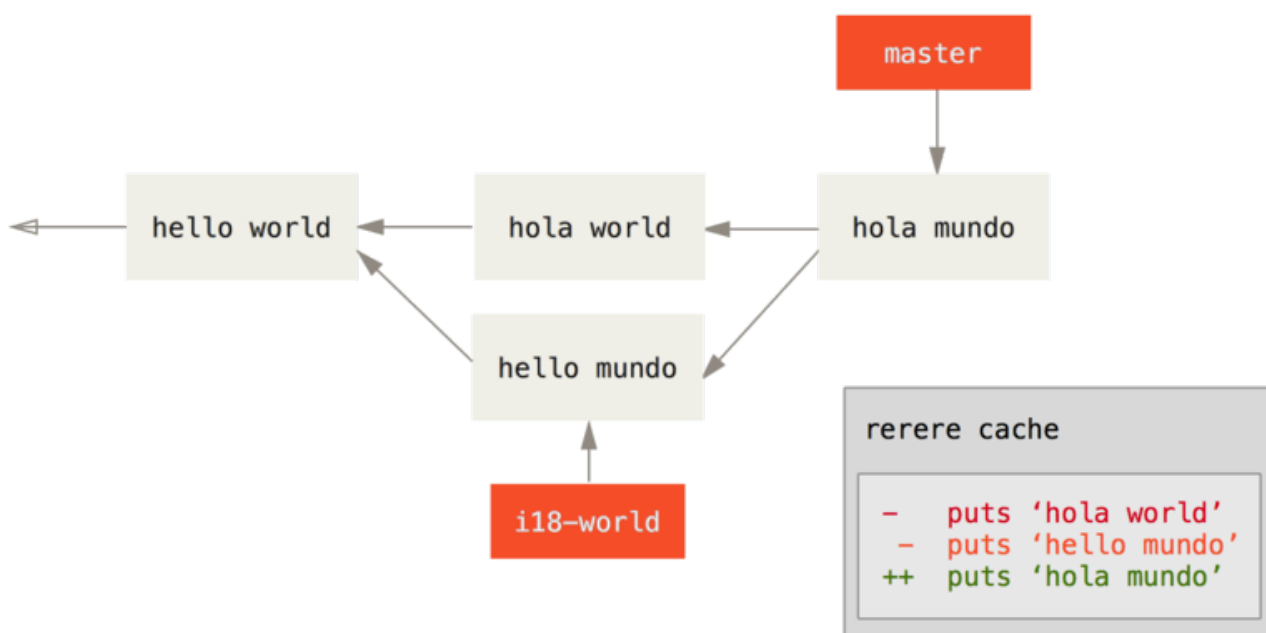 master
hello world
hola world
hola mundo
hello mundo
i18–world
rerere cache
– puts ‘hola world’
– puts ‘hello mundo’
++ puts ‘hola mundo’